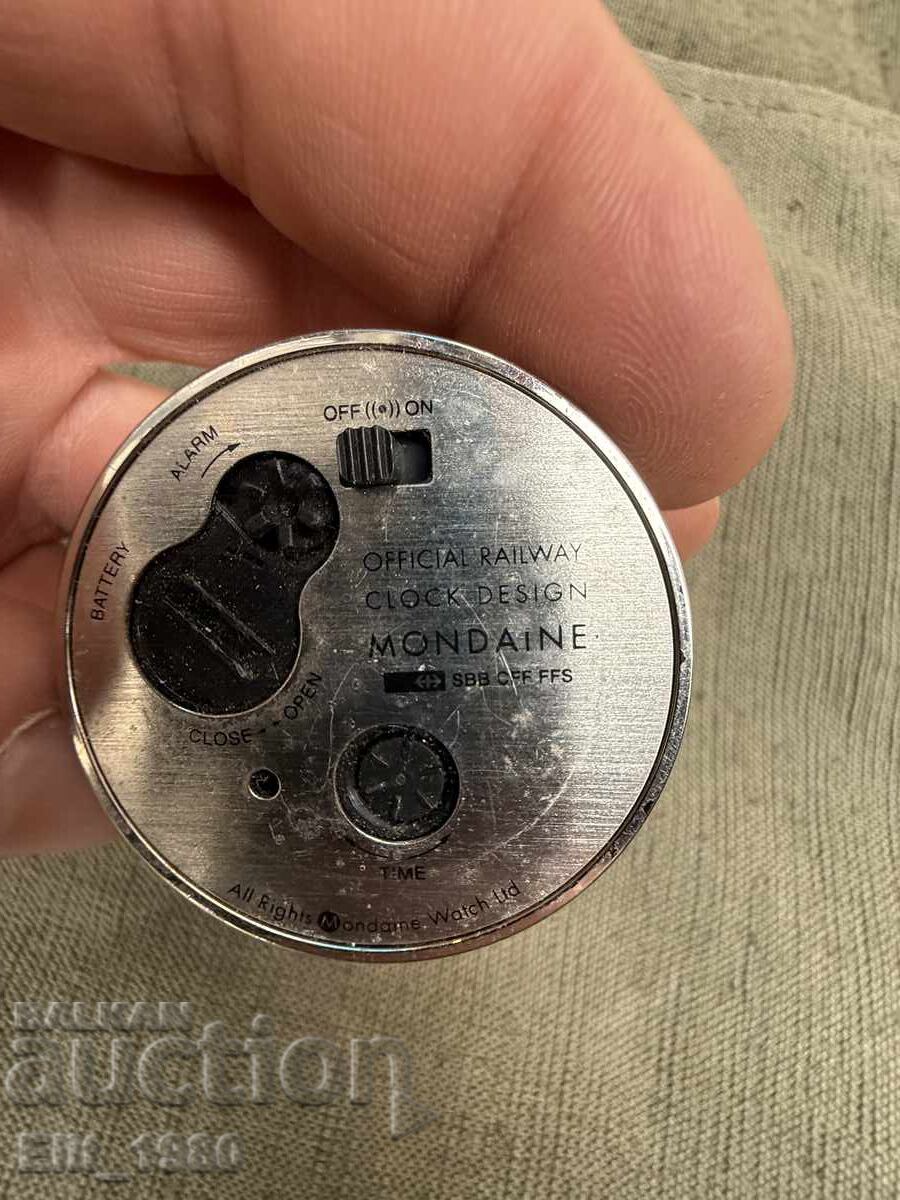 OFF ((•)) ON
ALARM
BATTERY
OFFICIAL RAILWAY
CLOCK DESIGN
MONDAiNE
SBB CFF FFS
CLOSE - OPEN
TIME
All Rights Mondaine Watch Ltd
BALKAN
auction
Elit_1980